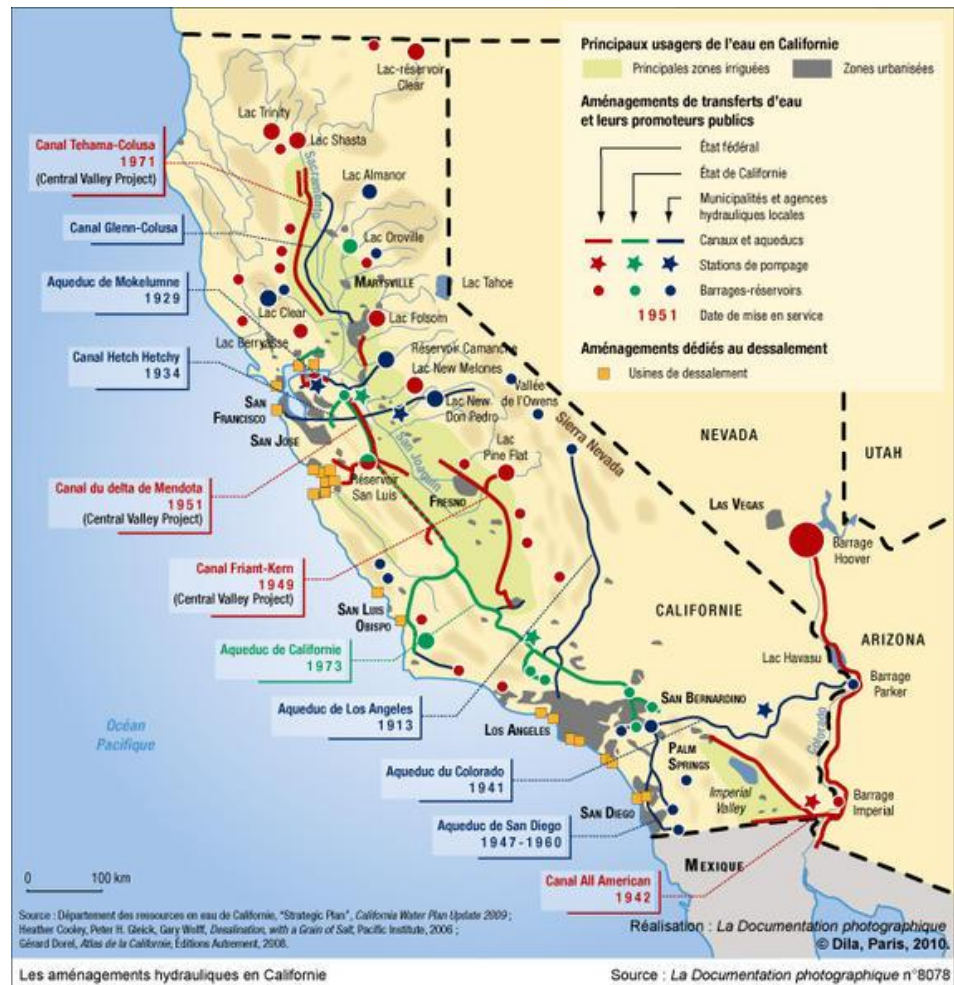 Principaux usagers de l'eau en Californie
Principales zones irriguées
Zones urbanisées
Aménagements de transferts d'eau
et leurs promoteurs publics
État fédéral
État de Californie
Municipalités et agences
hydrauliques locales
Canaux et aqueducs
Stations de pompage
Barrages-réservoirs
1951
Date de mise en service
Aménagements dédiés au dessalement
Usines de dessalement
Lac-réservoir
Clear
Lac Trinity
Lac Shasta
Canal Tehama-Colusa
1971
(Central Valley Project)
Sacramento
Lac Almanor
Canal Glenn-Colusa
Lac Oroville
Aqueduc de Mokelumne
1929
MARYSVILLE
Lac Tahoe
Lac Clear
Lac Folsom
Lac Berryasse
Canal Hetch Hetchy
1934
Réservoir Camanche
Lac New Melones
Vallée
de l'Owens
SAN
FRANCISCO
Lac New
Don Pedro
SAN JOSE
Sierra Nevada
NEVADA
UTAH
San Joaquin
Lac
Pine Flat
Canal du delta de Mendota
1951
(Central Valley Project)
Réservoir
San Luis
FRESNO
LAS VEGAS
Barrage
Hoover
Canal Friant-Kern
1949
(Central Valley Project)
SAN LUIS
OBISPO
CALIFORNIE
ARIZONA
Aqueduc de Californie
1973
Lac Havasu
Barrage
Parker
Aqueduc de Los Angeles
1913
SAN BERNARDINO
Océan
Pacifique
LOS ANGELES
Colorado
PALM
SPRINGS
Aqueduc du Colorado
1941
Imperial
Valley
Barrage
Imperial
SAN DIEGO
Aqueduc de San Diego
1947-1960
MEXIQUE
Canal All American
1942
0 100 km
Source : Département des ressources en eau de Californie, "Strategic Plan", California Water Plan Update 2009 ;
Heather Cooley, Peter H. Gleick, Gary Wolff, Desalination, with a Grain of Salt, Pacific Institute, 2006 ;
Gérard Dorel, Atlas de la Californie, Éditions Autrement, 2008.
Réalisation : La Documentation photographique
© Dila, Paris, 2010.
Les aménagements hydrauliques en Californie
Source : La Documentation photographique n°8078